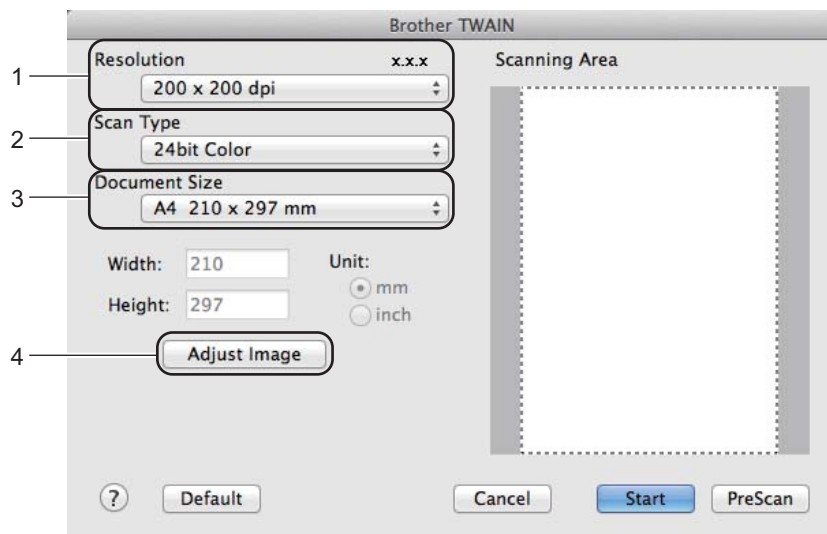 Brother TWAIN
1
Resolution x.x.x
200 x 200 dpi
2
Scan Type
24bit Color
3
Document Size
A4 210 x 297 mm
Width: 210
Height: 297
Unit:
mm
inch
4
Adjust Image
Scanning Area
? Default Cancel Start PreScan